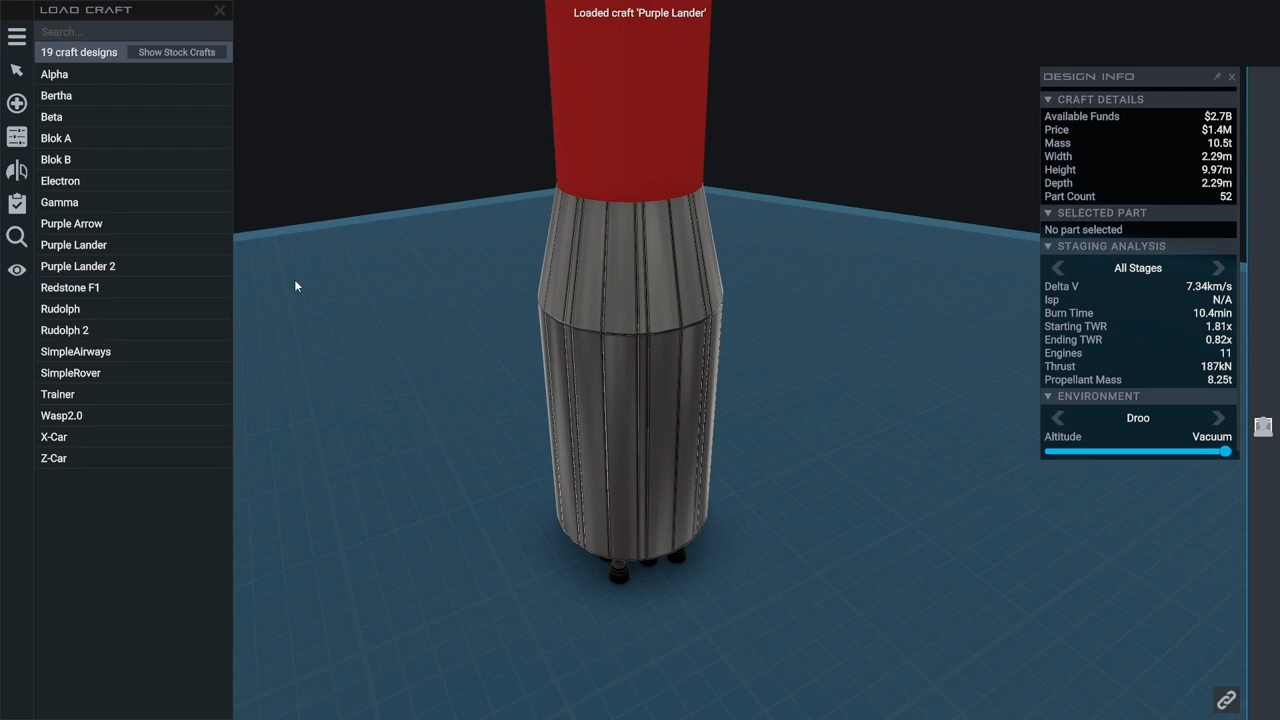 LOAD CRAFT
Search...
19 craft designs Show Stock Crafts
Alpha
Bertha
Beta
Blok A
Blok B
Electron
Gamma
Purple Arrow
Purple Lander
Purple Lander 2
Redstone F1
Rudolph
Rudolph 2
SimpleAirways
SimpleRover
Trainer
Wasp2.0
X-Car
Z-Car
Loaded craft 'Purple Lander'
DESIGN INFO
CRAFT DETAILS
Available Funds $2.7B
Price $1.4M
Mass 10.5t
Width 2.29m
Height 9.97m
Depth 2.29m
Part Count 52
SELECTED PART
No part selected
STAGING ANALYSIS
All Stages
Delta V 7.34km/s
Isp N/A
Burn Time 10.4min
Starting TWR 1.81x
Ending TWR 0.82x
Engines 11
Thrust 187kN
Propellant Mass 8.25t
ENVIRONMENT
Droo
Altitude Vacuum